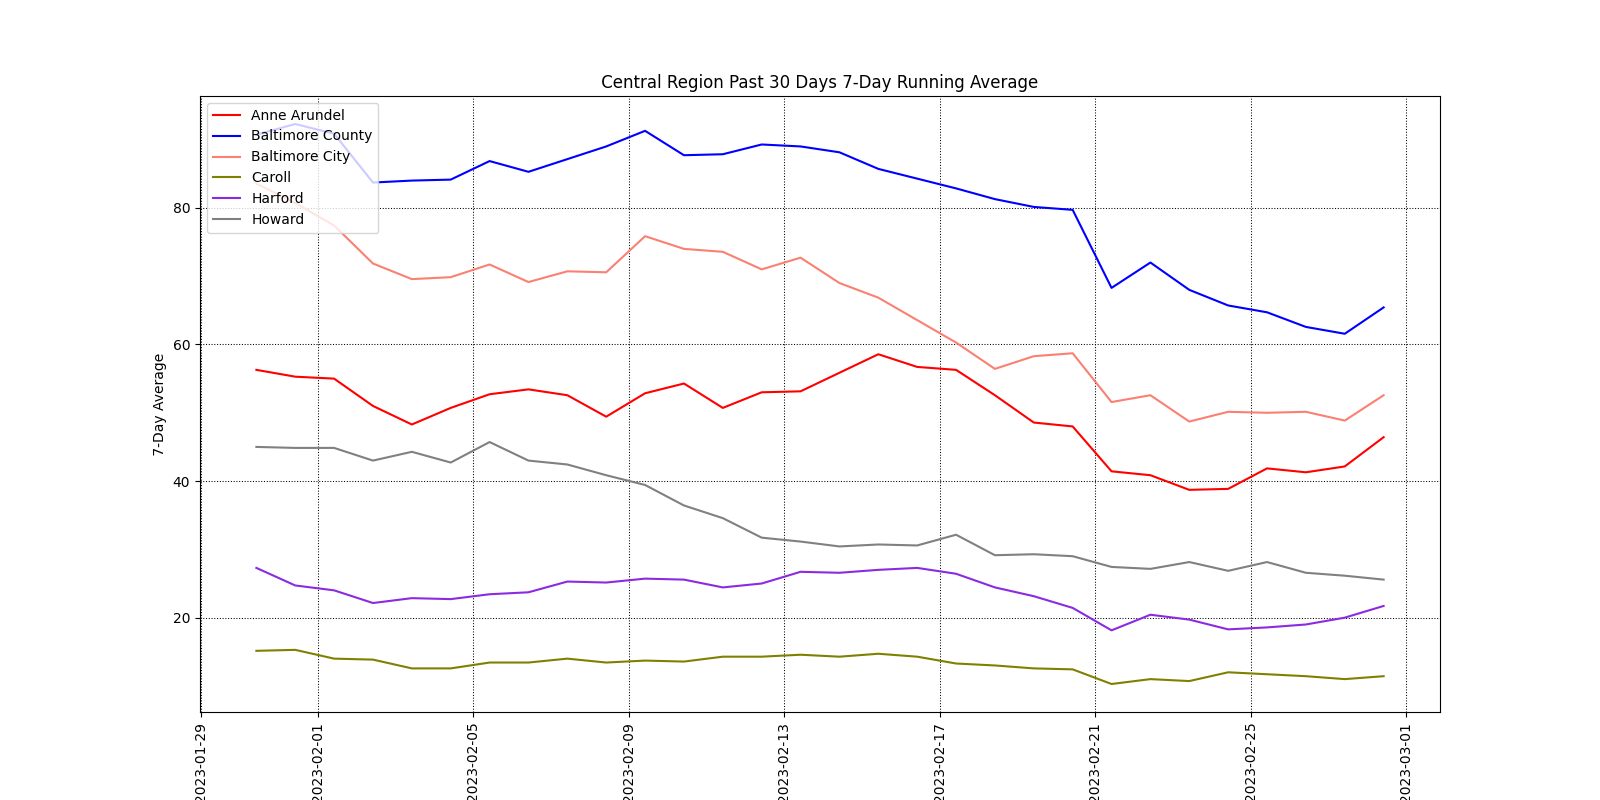 Central Region Past 30 Days 7-Day Running Average
Anne Arundel
Baltimore County
Baltimore City
Caroll
Harford
Howard
7-Day Average
80
60
40
20
2023-01-29
2023-02-01
2023-02-05
2023-02-09
2023-02-13
2023-02-17
2023-02-21
2023-02-25
2023-03-01